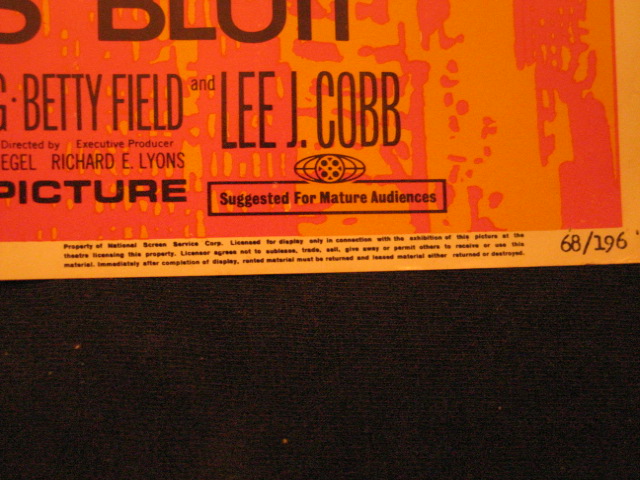 S BLUFF
G · BETTY FIELD and LEE J. COBB
Directed by Executive Producer
EGEL RICHARD E. LYONS
PICTURE
Suggested For Mature Audiences
Property of National Screen Service Corp. Licensed for display only in connection with the exhibition of this picture at the
theatre licensing this property. Licensee agrees not to sublease, trade, sell, give away or permit others to receive or use this
material. Immediately after completion of display, rented material must be returned and leased material either returned or destroyed.
68/196